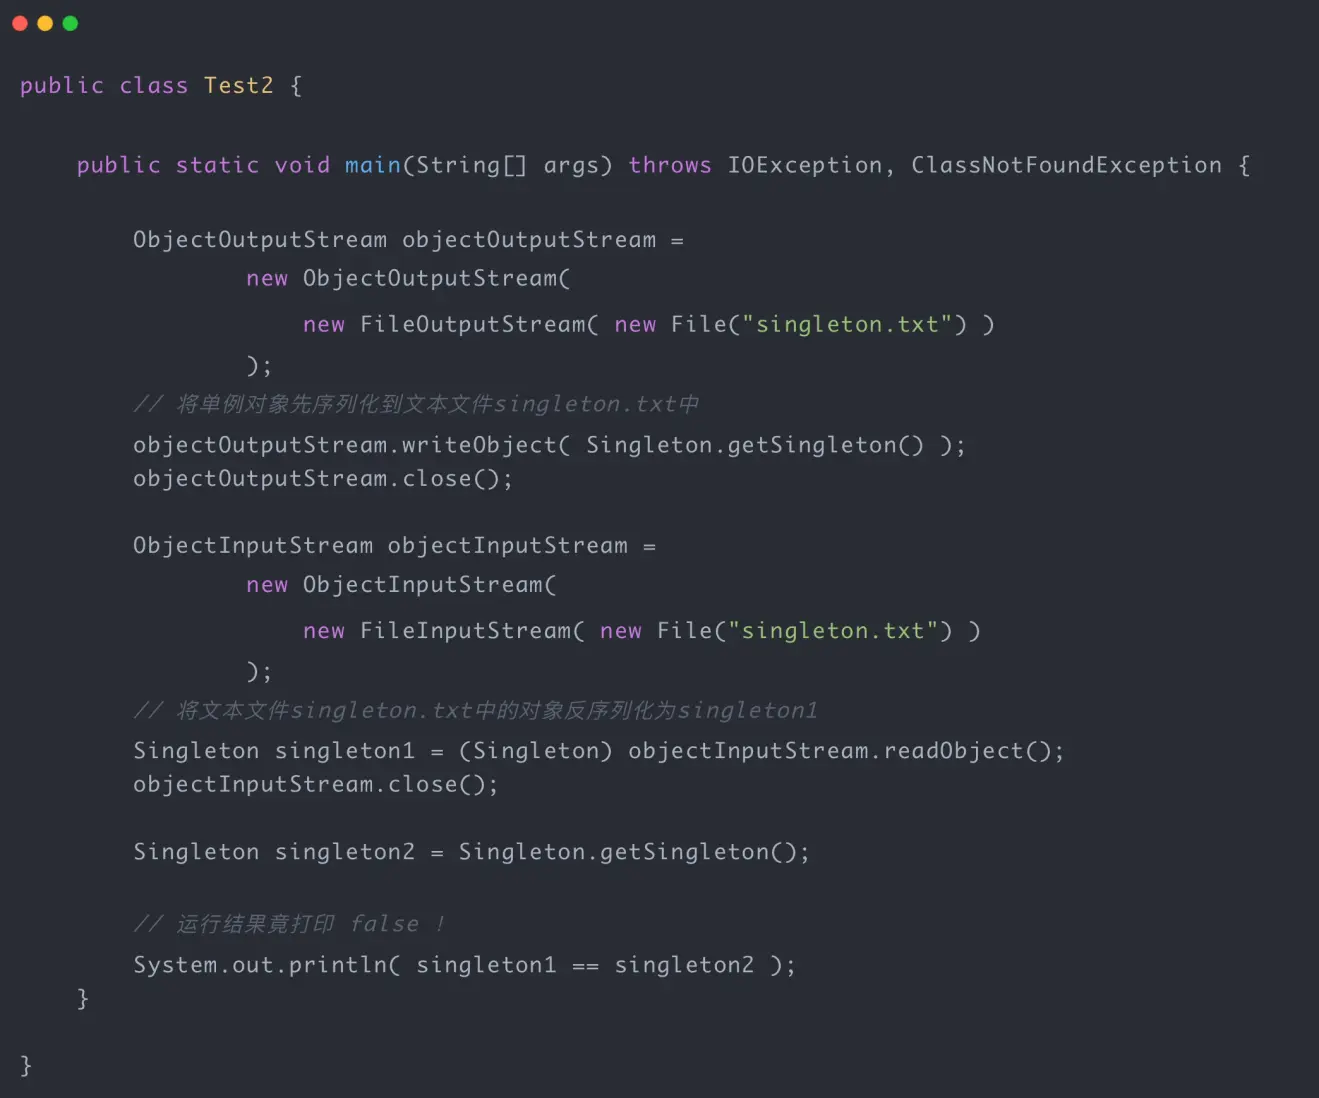 public class Test2 {
public static void main(String[] args) throws IOException, ClassNotFoundException {
ObjectOutputStream objectOutputStream =
new ObjectOutputStream(
new FileOutputStream( new File("singleton.txt") )
);
// 将单例对象先序列化到文本文件singleton.txt中
objectOutputStream.writeObject( Singleton.getSingleton() );
objectOutputStream.close();
ObjectInputStream objectInputStream =
new ObjectInputStream(
new FileInputStream( new File("singleton.txt") )
);
// 将文本文件singleton.txt中的对象反序列化为singleton1
Singleton singleton1 = (Singleton) objectInputStream.readObject();
objectInputStream.close();
Singleton singleton2 = Singleton.getSingleton();
// 运行结果竟打印 false ！
System.out.println( singleton1 == singleton2 );
}
}